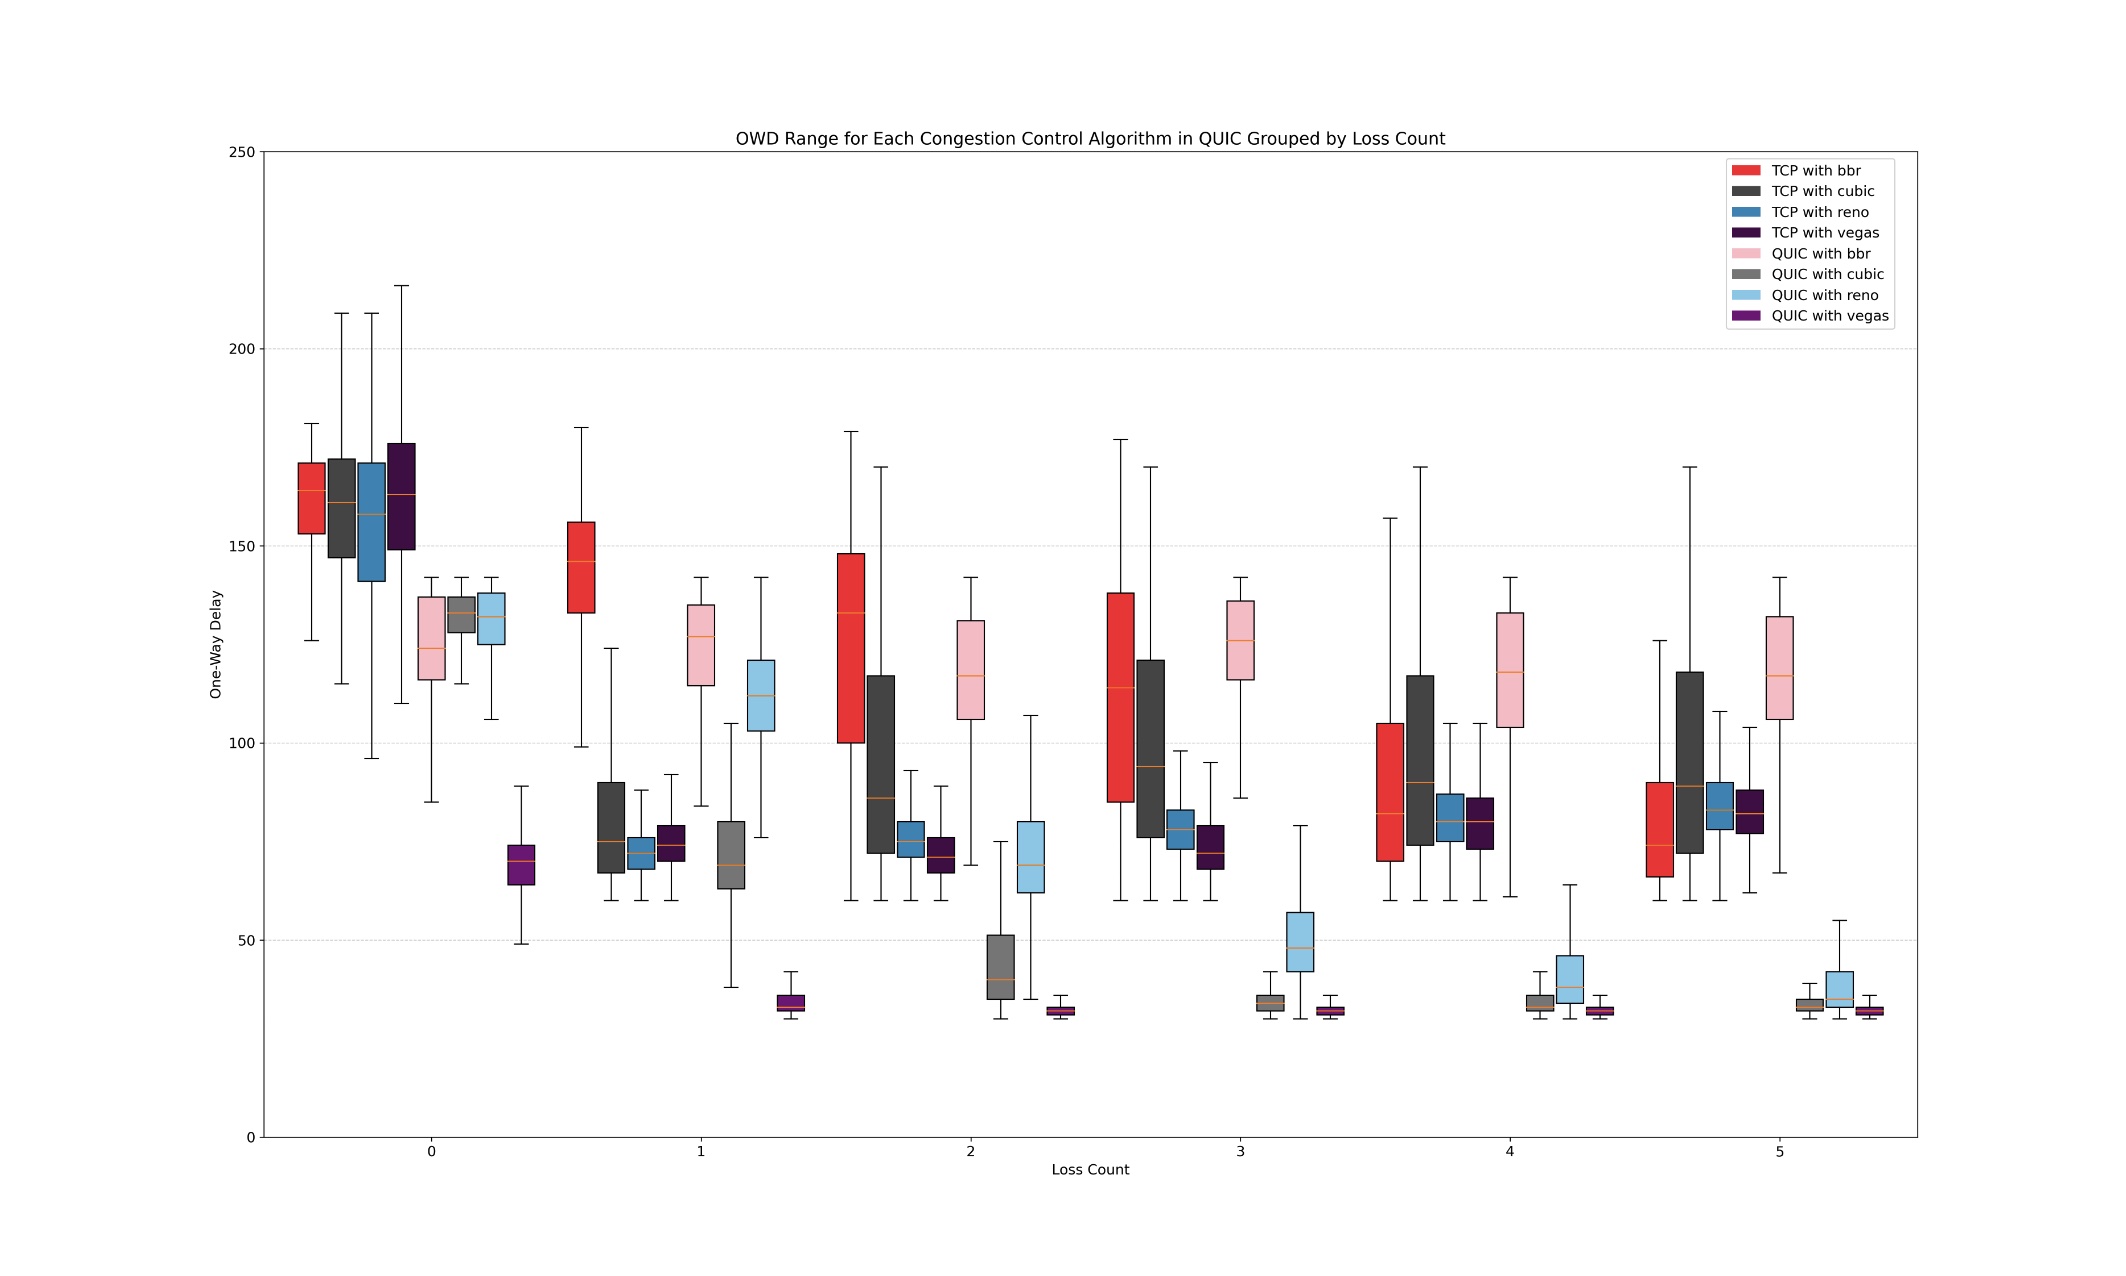 OWD Range for Each Congestion Control Algorithm in QUIC Grouped by Loss Count
250
200
150
100
50
0
One-Way Delay
TCP with bbr
TCP with cubic
TCP with reno
TCP with vegas
QUIC with bbr
QUIC with cubic
QUIC with reno
QUIC with vegas
0 1 2 3 4 5
Loss Count